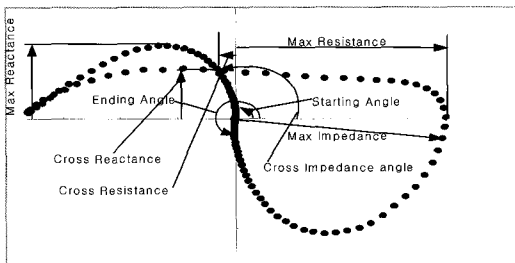 Max Reactance
Max Resistance
Ending Angle
Starting Angle
Max Impedance
Cross Reactance
Cross Impedance angle
Cross Resistance